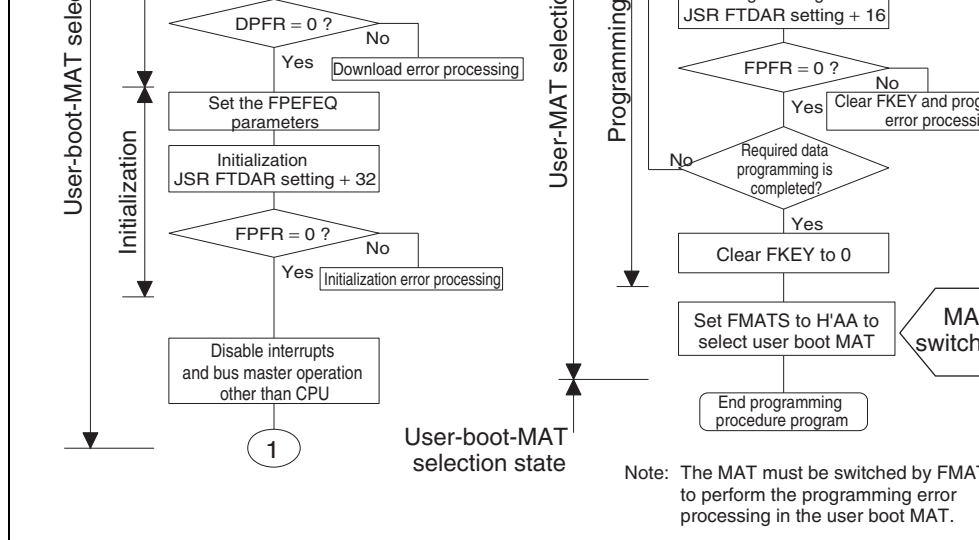 User-boot-MAT selec
DPFR = 0 ?
No
Yes
Download error processing
Initialization
Set the FPEFEQ
parameters
Initialization
JSR FTDAR setting + 32
FPFR = 0 ?
No
Yes
Initialization error processing
Disable interrupts
and bus master operation
other than CPU
1
User-boot-MAT
selection state
User-MAT selectio
Programming
JSR FTDAR setting + 16
FPFR = 0 ?
No
Yes
Clear FKEY and prog
error processi
Required data
programming is
completed?
No
Yes
Clear FKEY to 0
Set FMATS to H'AA to
select user boot MAT
MA
switch
End programming
procedure program
Note: The MAT must be switched by FMAT
to perform the programming error
processing in the user boot MAT.